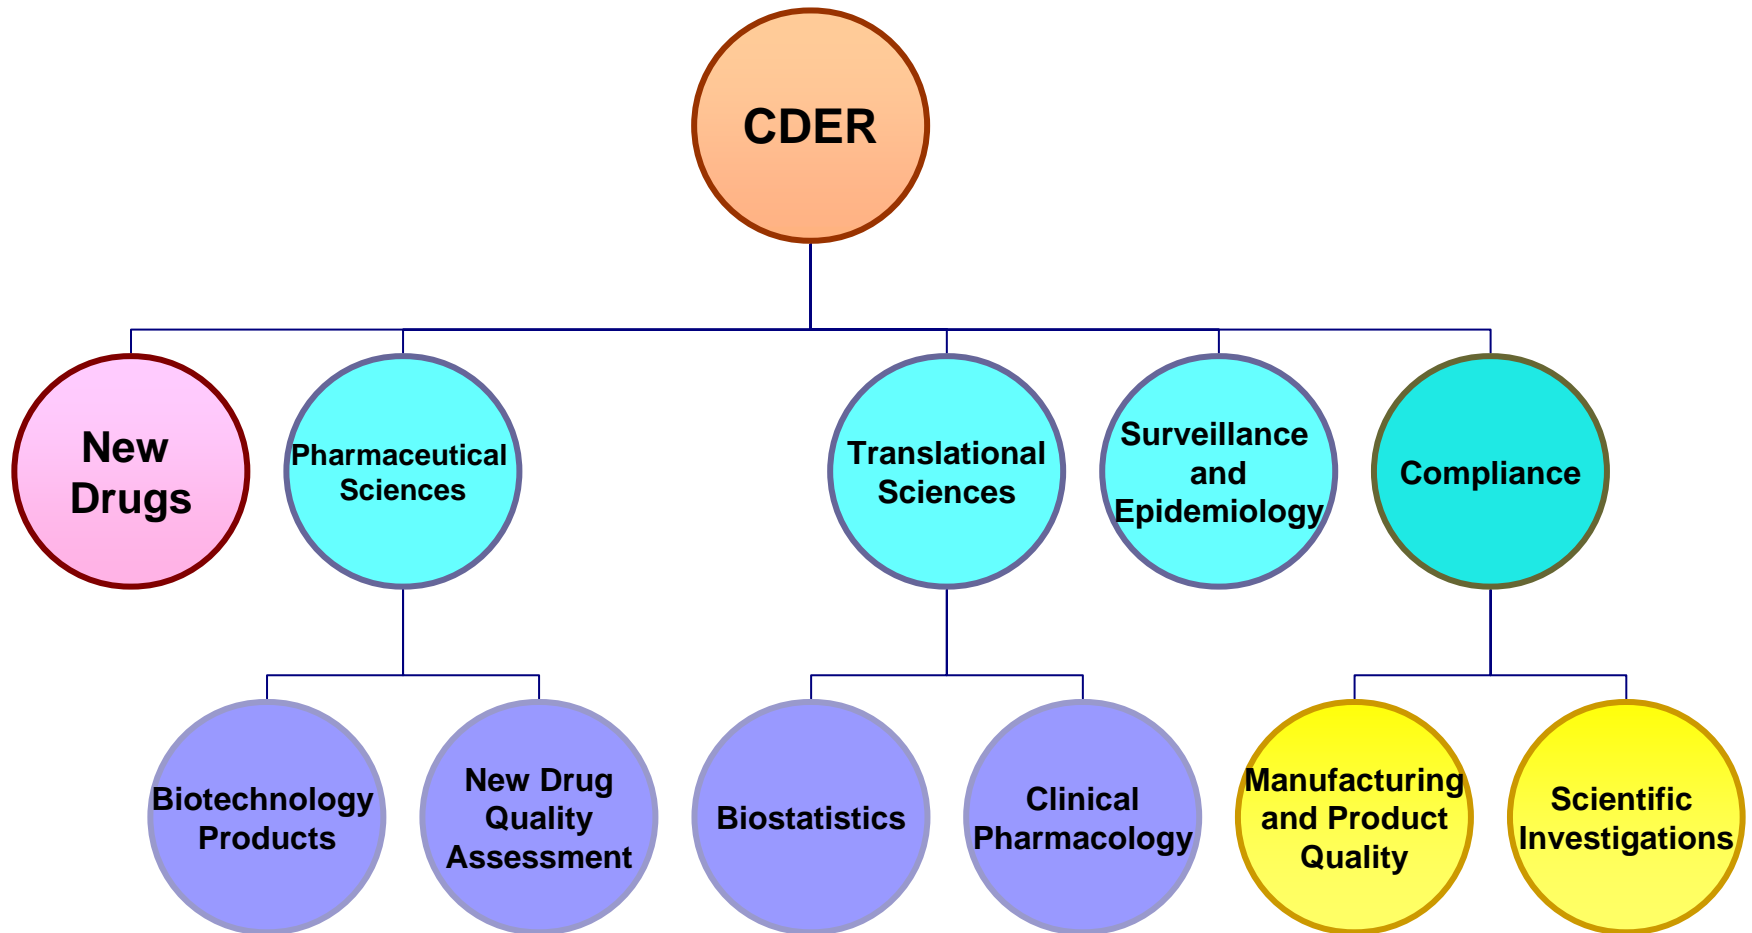 CDER
New
Drugs
Pharmaceutical
Sciences
Translational
Sciences
Surveillance
and
Epidemiology
Compliance
Biotechnology
Products
New Drug
Quality
Assessment
Biostatistics
Clinical
Pharmacology
Manufacturing
and Product
Quality
Scientific
Investigations